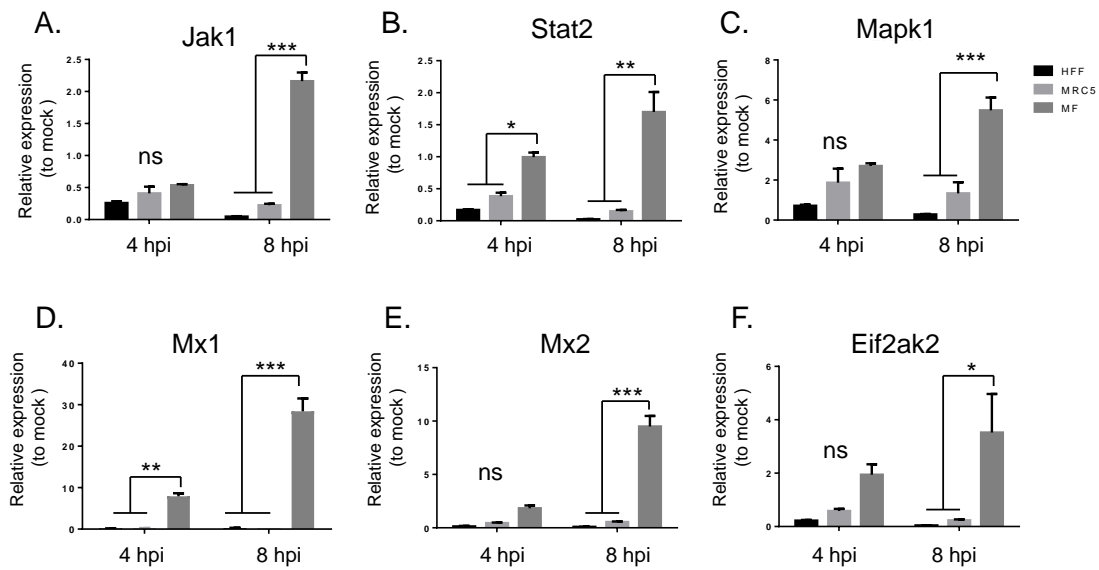 A.
Jak1
Relative expression
(to mock )
2.5
2.0
1.5
1.0
0.5
0.0
ns
***
4 hpi
8 hpi
B.
Stat2
Relative expression
(to mock )
2.5
2.0
1.5
1.0
0.5
0.0
*
**
4 hpi
8 hpi
C.
Mapk1
Relative expression
(to mock )
8
6
4
2
0
ns
***
4 hpi
8 hpi
HFF
MRC5
MF
D.
Mx1
Relative expression
(to mock )
40
30
20
10
0
**
***
4 hpi
8 hpi
E.
Mx2
Relative expression
(to mock )
15
10
5
0
ns
***
4 hpi
8 hpi
F.
Eif2ak2
Relative expression
(to mock )
6
4
2
0
ns
*
4 hpi
8 hpi